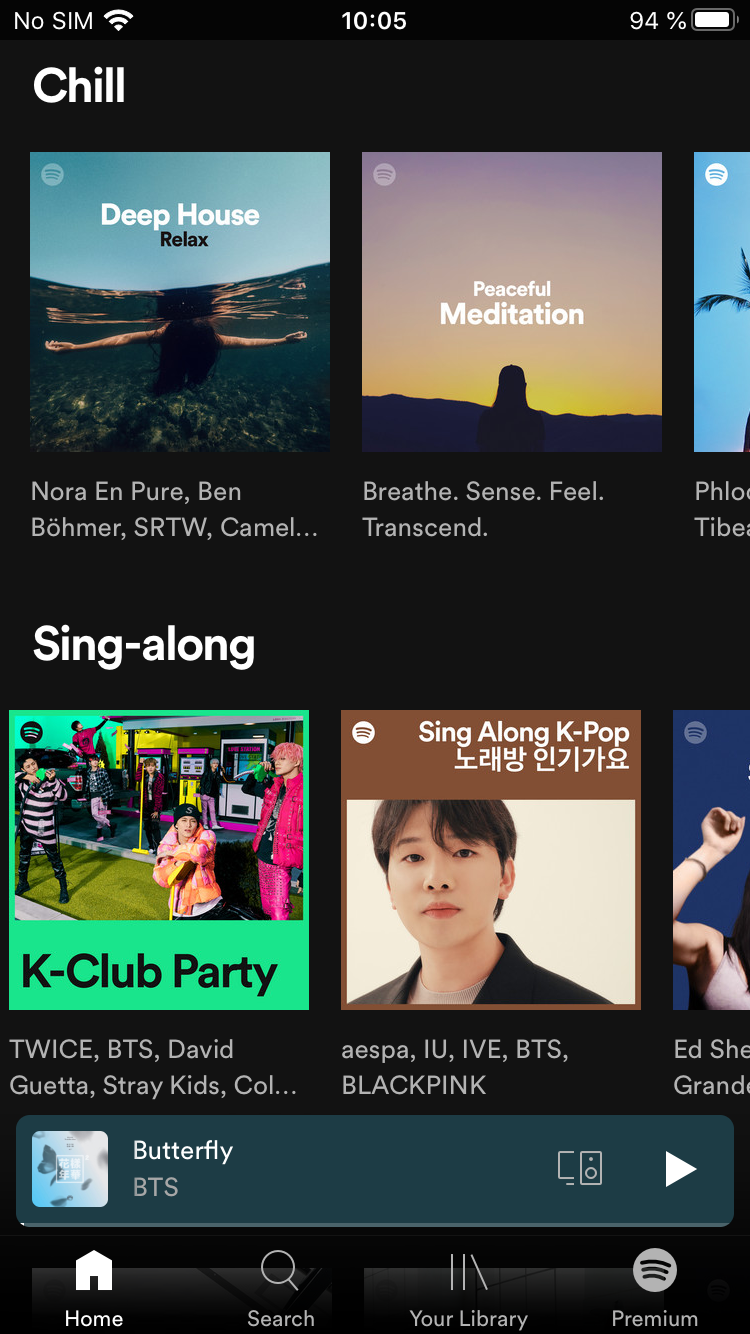 No SIM 10:05 94 %
Chill
Deep House
Relax
Peaceful
Meditation
Nora En Pure, Ben
Böhmer, SRTW, Camel...
Breathe. Sense. Feel.
Transcend.
Phloc
Tibea
Sing-along
K-Club Party
Sing Along K-Pop
노래방 인기가요
TWICE, BTS, David
Guetta, Stray Kids, Col...
aespa, IU, IVE, BTS,
BLACKPINK
Ed She
Grande
Butterfly
BTS
Home
Search
Your Library
Premium